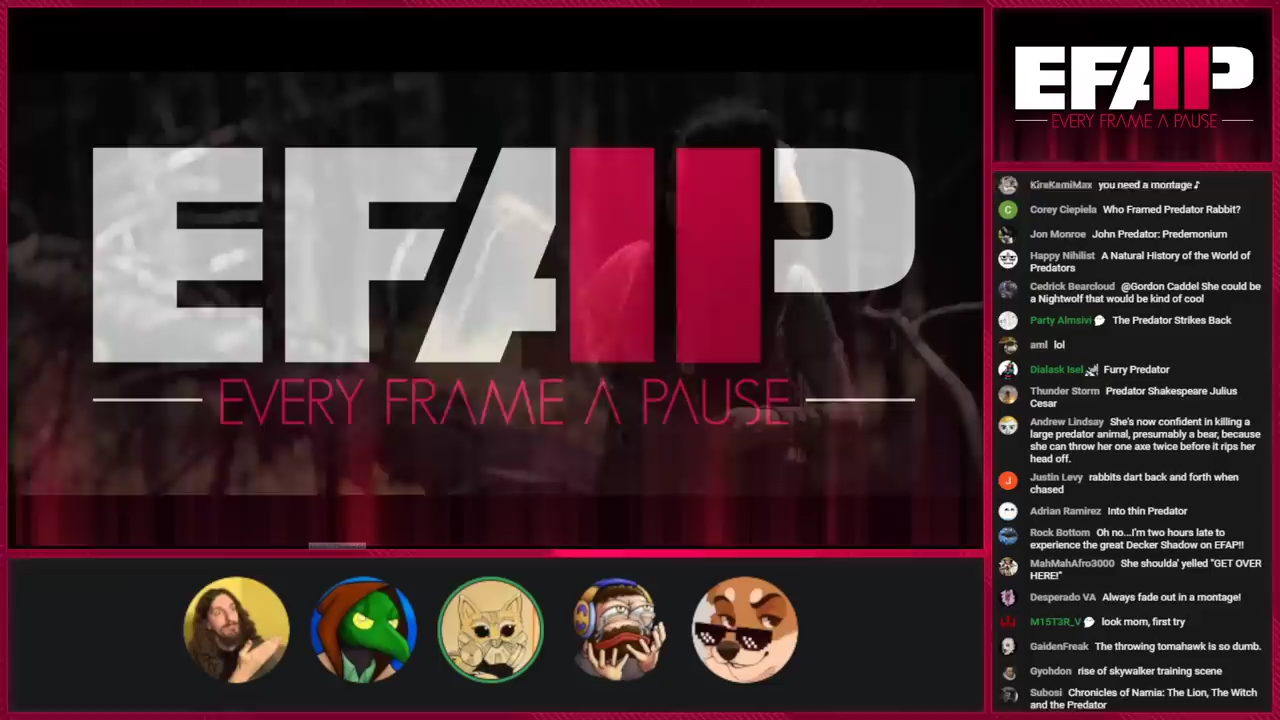 EFAP
EVERY FRAME A PAUSE
EFAP
EVERY FRAME A PAUSE
KiraKamiMax you need a montage♪
C Corey Ciepiela Who Framed Predator Rabbit?
Jon Monroe John Predator: Predemonium
Happy Nihilist A Natural History of the World of
Predators
Cedrick Bearcloud @Gordon Caddel She could be
a Nightwolf that would be kind of cool
Party Almsivi The Predator Strikes Back
aml lol
Dialask Isel Furry Predator
Thunder Storm Predator Shakespeare Julius
Cesar
Andrew Lindsay She's now confident in killing a
large predator animal, presumably a bear, because
she can throw her one axe twice before it rips her
head off.
J Justin Levy rabbits dart back and forth when
chased
Adrian Ramirez Into thin Predator
Rock Bottom Oh no...I'm two hours late to
experience the great Decker Shadow on EFAP!!
MahMahAfro3000 She shoulda' yelled "GET OVER
HERE!"
Desperado VA Always fade out in a montage!
M15T3R_V look mom, first try
GaidenFreak The throwing tomahawk is so dumb.
Gyohdon rise of skywalker training scene
Subosi Chronicles of Narnia: The Lion, The Witch
and the Predator